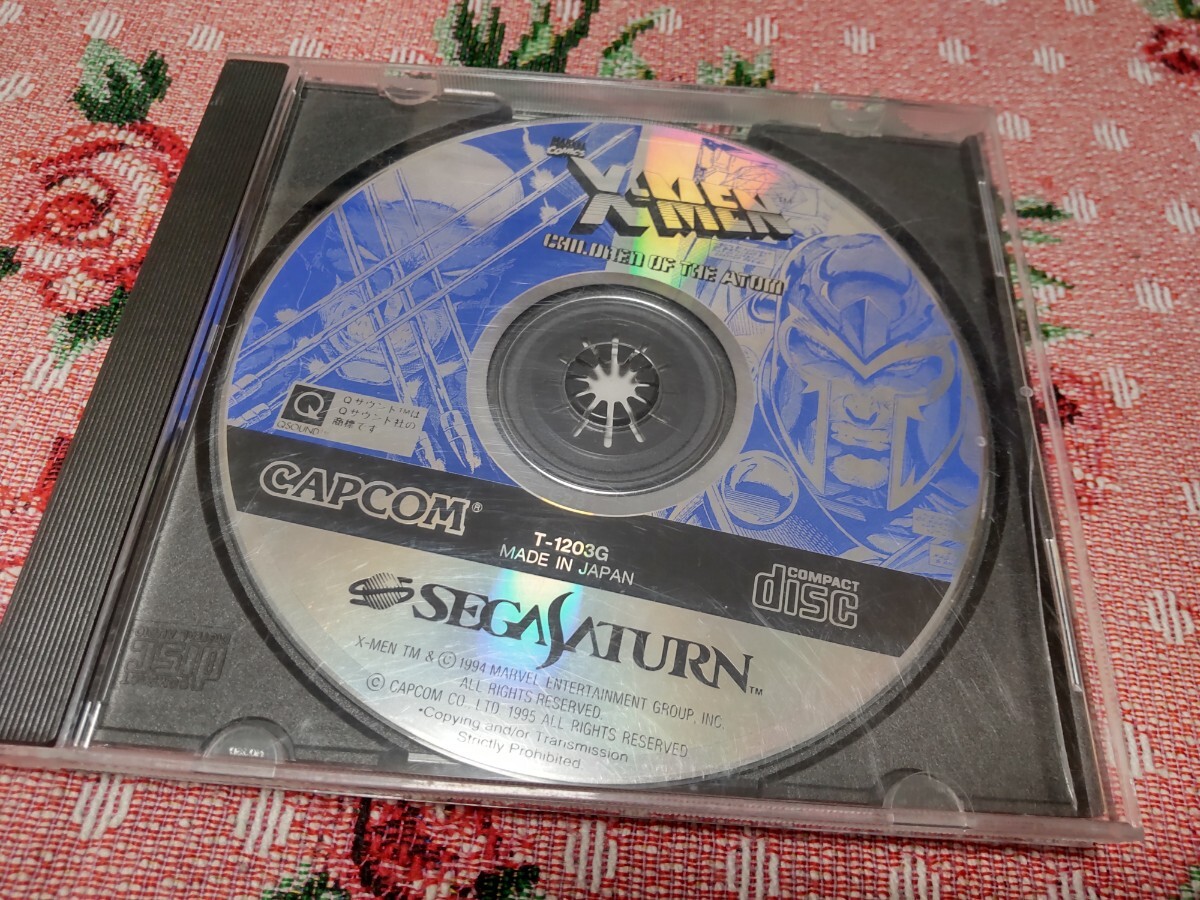 MARVEL
COMICS
X-MEN™
CHILDREN OF THE ATOM
Q
QSOUND
Qサウンド™は
Qサウンド社の
商標です
CAPCOM®
T-1203G
MADE IN JAPAN
COMPACT
disc
SEGA SATURN™
X-MEN TM & © 1994 MARVEL ENTERTAINMENT GROUP, INC.
ALL RIGHTS RESERVED.
© CAPCOM CO. LTD. 1995 ALL RIGHTS RESERVED
•Copying and/or Transmission
Strictly Prohibited.